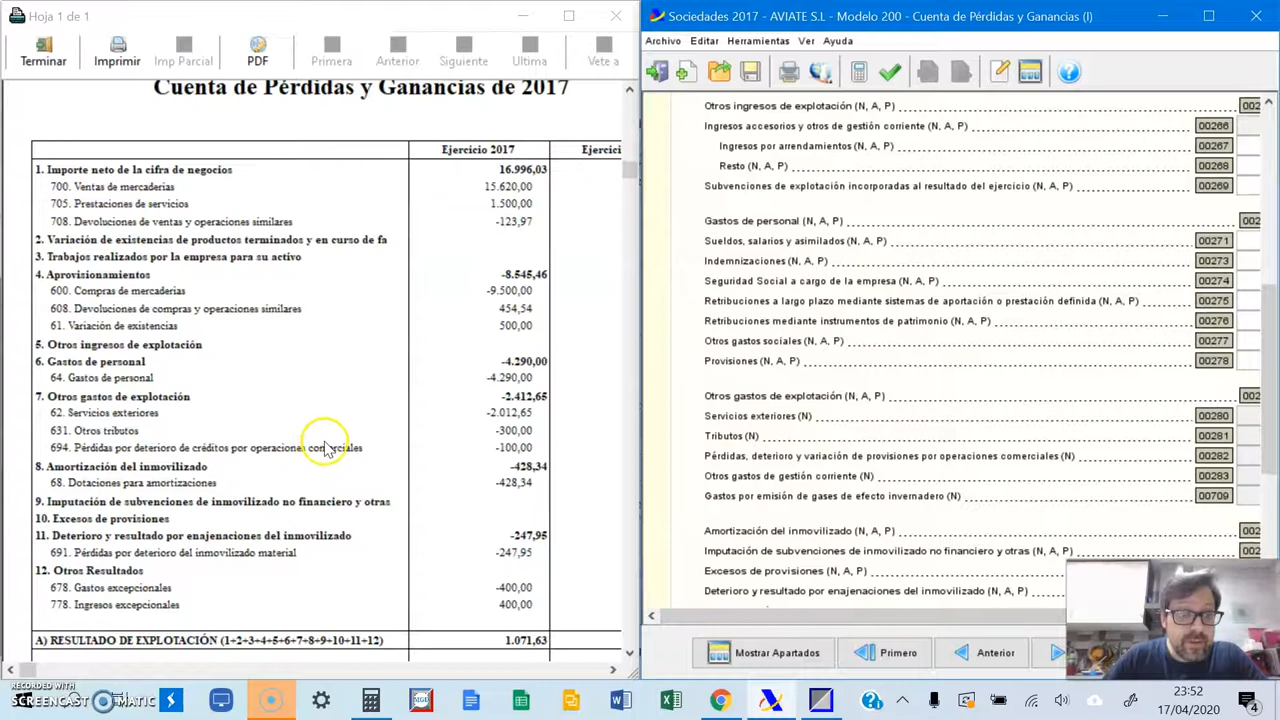 Hoja 1 de 1
Terminar
Imprimir
Imp Parcial
PDF
Primera
Anterior
Siguiente
Ultima
Vete a
Cuenta de Pérdidas y Ganancias de 2017
Ejercicio 2017
Ejercici
1. Importe neto de la cifra de negocios 16.996,03
700. Ventas de mercaderias 15.620,00
705. Prestaciones de servicios 1.500,00
708. Devoluciones de ventas y operaciones similares -123,97
2. Variación de existencias de productos terminados y en curso de fa
3. Trabajos realizados por la empresa para su activo
4. Aprovisionamientos -8.545,46
600. Compras de mercaderias -9.500,00
608. Devoluciones de compras y operaciones similares 454,54
61. Variación de existencias 500,00
5. Otros ingresos de explotación
6. Gastos de personal -4.290,00
64. Gastos de personal -4.290,00
7. Otros gastos de explotación -2.412,65
62. Servicios exteriores -2.012,65
631. Otros tributos -300,00
694. Pérdidas por deterioro de créditos por operaciones comerciales -100,00
8. Amortización del inmovilizado -428,34
68. Dotaciones para amortizaciones -428,34
9. Imputación de subvenciones de inmovilizado no financiero y otras
10. Excesos de provisiones
11. Deterioro y resultado por enajenaciones del inmovilizado -247,95
691. Pérdidas por deterioro del inmovilizado material -247,95
12. Otros Resultados
678. Gastos excepcionales -400,00
778. Ingresos excepcionales 400,00
A) RESULTADO DE EXPLOTACIÓN (1+2+3+4+5+6+7+8+9+10+11+12) 1.071,63
Sociedades 2017 - AVIATE S.L - Modelo 200 - Cuenta de Pérdidas y Ganancias (I)
Archivo Editar Herramientas Ver Ayuda
Otros ingresos de explotación (N, A, P) 002
Ingresos accesorios y otros de gestión corriente (N, A, P) 00266
Ingresos por arrendamientos (N, A, P) 00267
Resto (N, A, P) 00268
Subvenciones de explotación incorporadas al resultado del ejercicio (N, A, P) 00269
Gastos de personal (N, A, P) 002
Sueldos, salarios y asimilados (N, A, P) 00271
Indemnizaciones (N, A, P) 00273
Seguridad Social a cargo de la empresa (N, A, P) 00274
Retribuciones a largo plazo mediante sistemas de aportación o prestación definida (N, A, P) 00275
Retribuciones mediante instrumentos de patrimonio (N, A, P) 00276
Otros gastos sociales (N, A, P) 00277
Provisiones (N, A, P) 00278
Otros gastos de explotación (N, A, P) 002
Servicios exteriores (N) 00280
Tributos (N) 00281
Pérdidas, deterioro y variación de provisiones por operaciones comerciales (N) 00282
Otros gastos de gestión corriente (N) 00283
Gastos por emisión de gases de efecto invernadero (N) 00709
Amortización del inmovilizado (N, A, P) 002
Imputación de subvenciones de inmovilizado no financiero y otras (N, A, P) 002
Excesos de provisiones (N, A, P)
Deterioro y resultado por enajenaciones del inmovilizado (N, A, P)
Mostrar Apartados
Primero
Anterior
RECORDED WITH
SCREENCAST MATIC
23:52
17/04/2020
4